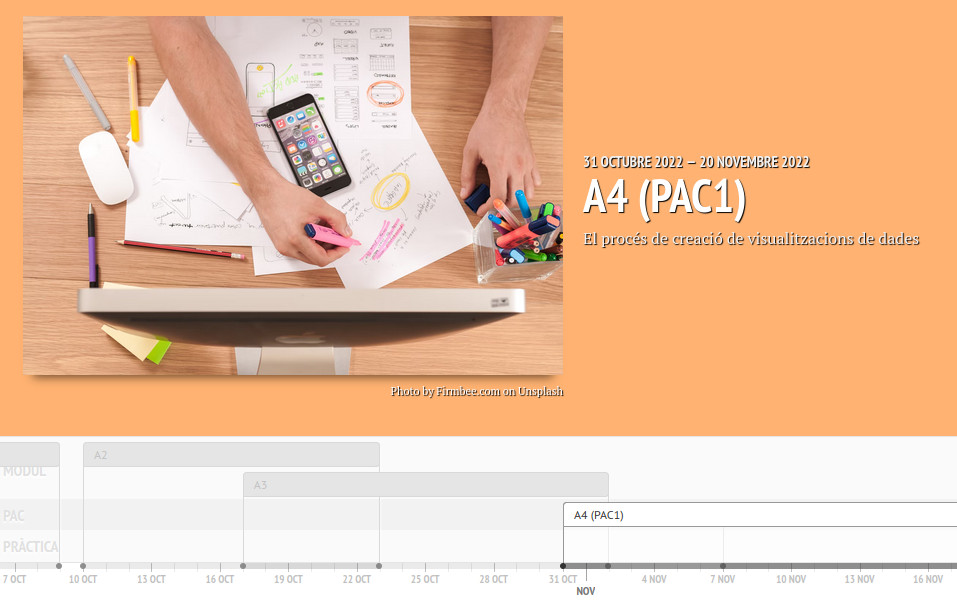 31 OCTUBRE 2022 — 20 NOVEMBRE 2022
A4 (PAC1)
El procés de creació de visualitzacions de dades
Photo by Firmbee.com on Unsplash
A2
MÒDUL
A3
PAC
A4 (PAC1)
PRÀCTICA
7 OCT 10 OCT 13 OCT 16 OCT 19 OCT 22 OCT 25 OCT 28 OCT 31 OCT 4 NOV 7 NOV 10 NOV 13 NOV 16 NOV
NOV